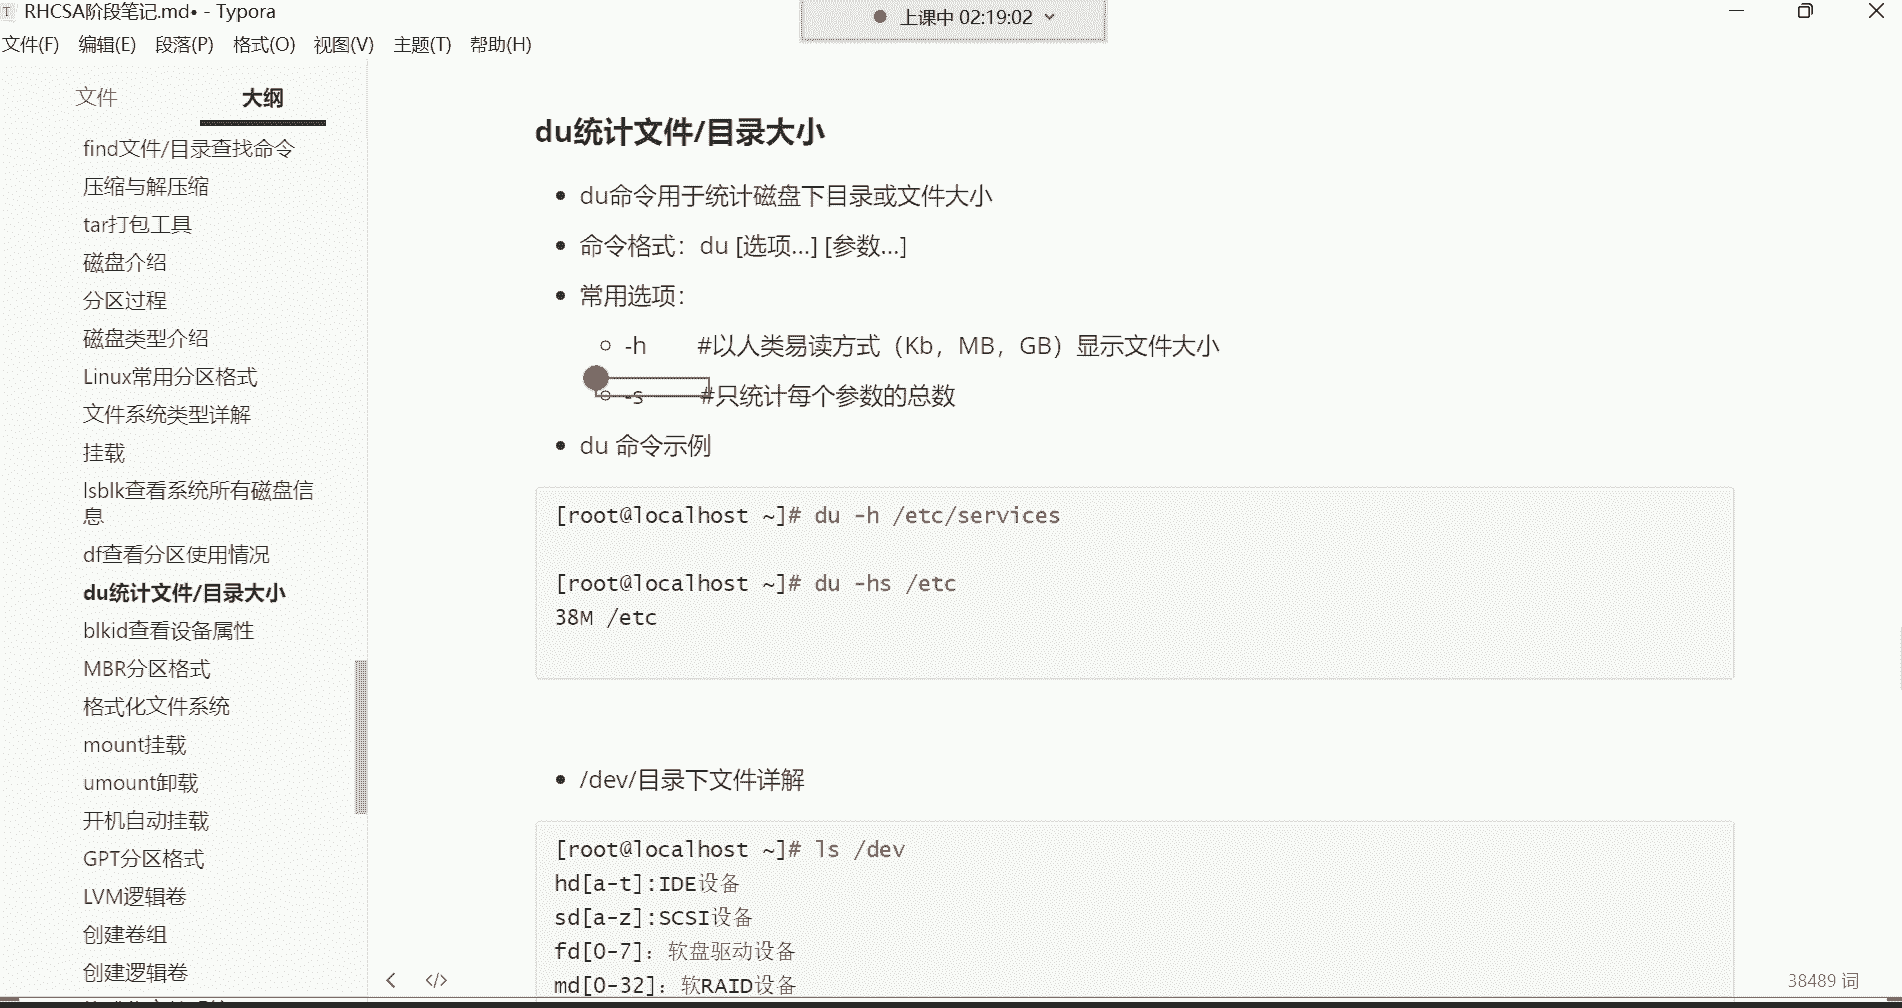 RHCSA阶段笔记.md• - Typora
上课中 02:19:02
文件(F) 编辑(E) 段落(P) 格式(O) 视图(V) 主题(T) 帮助(H)
文件 大纲
find文件/目录查找命令
压缩与解压缩
tar打包工具
磁盘介绍
分区过程
磁盘类型介绍
Linux常用分区格式
文件系统类型详解
挂载
lsblk查看系统所有磁盘信
息
df查看分区使用情况
du统计文件/目录大小
blkid查看设备属性
MBR分区格式
格式化文件系统
mount挂载
umount卸载
开机自动挂载
GPT分区格式
LVM逻辑卷
创建卷组
创建逻辑卷
du统计文件/目录大小
• du命令用于统计磁盘下目录或文件大小
• 命令格式：du [选项...] [参数...]
• 常用选项：
○ -h #以人类易读方式（Kb，MB，GB）显示文件大小
○ -s #只统计每个参数的总数
• du 命令示例
[root@localhost ~]# du -h /etc/services
[root@localhost ~]# du -hs /etc
38M /etc
• /dev/目录下文件详解
[root@localhost ~]# ls /dev
hd[a-t]:IDE设备
sd[a-z]:SCSI设备
fd[0-7]：软盘驱动设备
md[0-32]：软RAID设备
38489 词